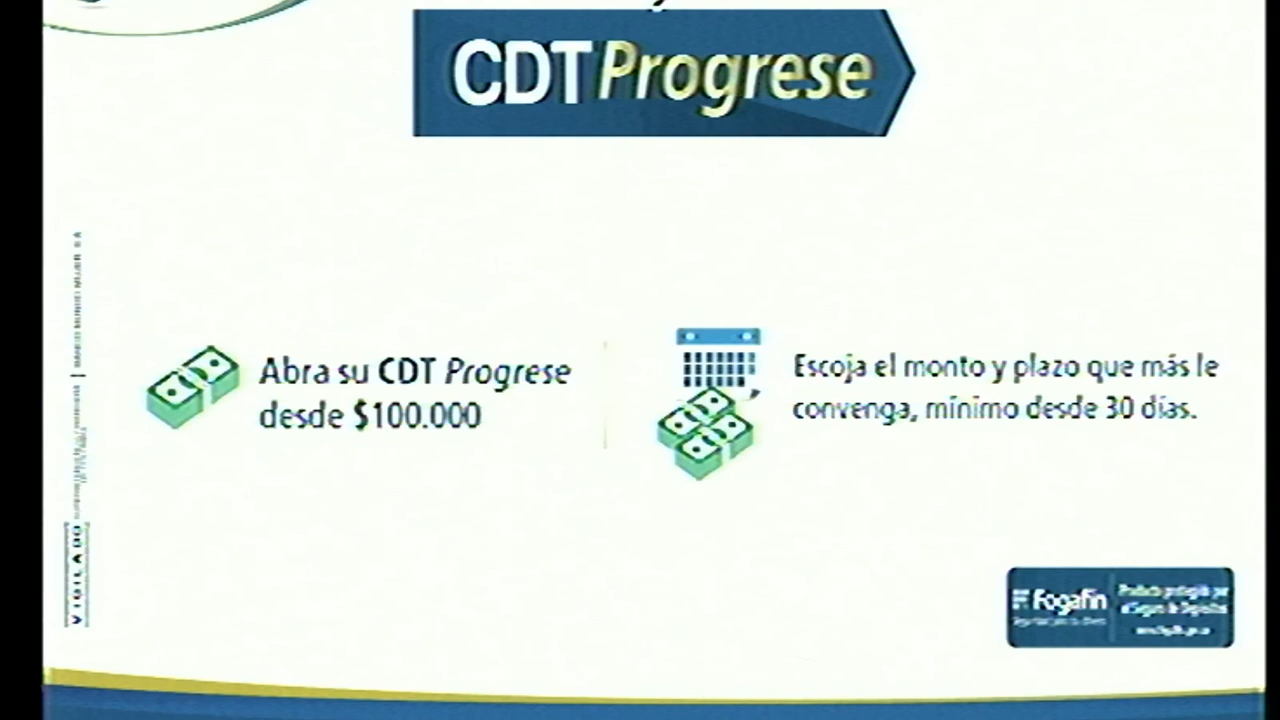 CDT Progrese
Abra su CDT Progrese
desde $100.000
Escoja el monto y plazo que más le
convenga, mínimo desde 30 días.
VIGILADO
Fogafin
Producto protegido por
el Seguro de Depósitos